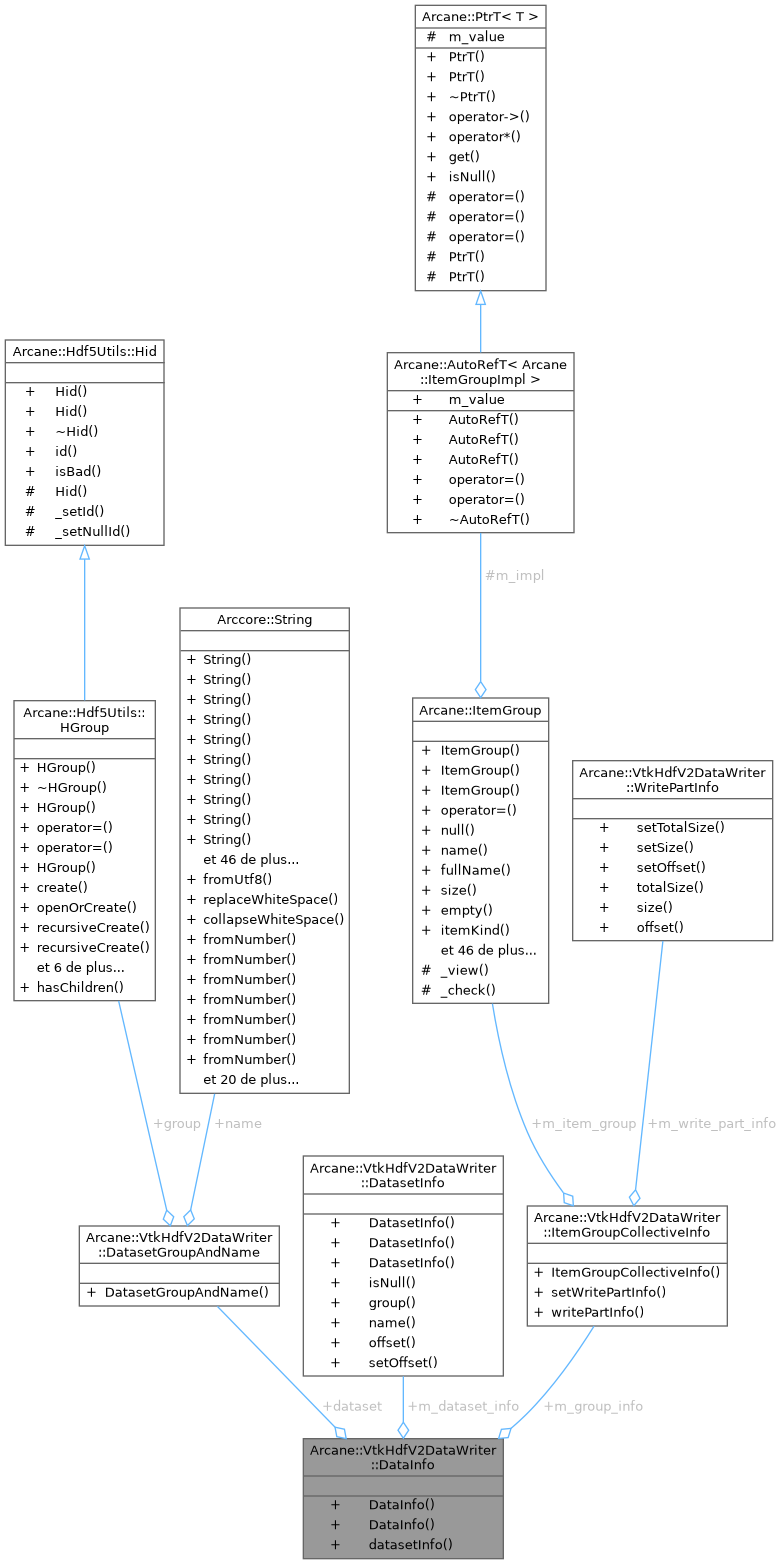 Arcane::PtrT< T >
# m_value
+ PtrT()
+ PtrT()
+ ~PtrT()
+ operator->()
+ operator*()
+ get()
+ isNull()
# operator=()
# operator=()
# operator=()
# PtrT()
# PtrT()
Arcane::Hdf5Utils::Hid
+ Hid()
+ Hid()
+ ~Hid()
+ id()
+ isBad()
# Hid()
# _setId()
# _setNullId()
Arcane::AutoRefT< Arcane
::ItemGroupImpl >
+ m_value
+ AutoRefT()
+ AutoRefT()
+ AutoRefT()
+ operator=()
+ operator=()
+ ~AutoRefT()
#m_impl
Arccore::String
+ String()
+ String()
+ String()
+ String()
+ String()
+ String()
+ String()
+ String()
+ String()
+ String()
et 46 de plus...
+ fromUtf8()
+ replaceWhiteSpace()
+ collapseWhiteSpace()
+ fromNumber()
+ fromNumber()
+ fromNumber()
+ fromNumber()
+ fromNumber()
+ fromNumber()
+ fromNumber()
et 20 de plus...
Arcane::Hdf5Utils::
HGroup
+ HGroup()
+ ~HGroup()
+ HGroup()
+ operator=()
+ operator=()
+ HGroup()
+ create()
+ openOrCreate()
+ recursiveCreate()
+ recursiveCreate()
et 6 de plus...
+ hasChildren()
Arcane::ItemGroup
+ ItemGroup()
+ ItemGroup()
+ ItemGroup()
+ operator=()
+ null()
+ name()
+ fullName()
+ size()
+ empty()
+ itemKind()
et 46 de plus...
# _view()
# _check()
Arcane::VtkHdfV2DataWriter
::WritePartInfo
+ setTotalSize()
+ setSize()
+ setOffset()
+ totalSize()
+ size()
+ offset()
+group
+name
+m_item_group
+m_write_part_info
Arcane::VtkHdfV2DataWriter
::DatasetGroupAndName
+ DatasetGroupAndName()
Arcane::VtkHdfV2DataWriter
::DatasetInfo
+ DatasetInfo()
+ DatasetInfo()
+ DatasetInfo()
+ isNull()
+ group()
+ name()
+ offset()
+ setOffset()
Arcane::VtkHdfV2DataWriter
::ItemGroupCollectiveInfo
+ ItemGroupCollectiveInfo()
+ setWritePartInfo()
+ writePartInfo()
+dataset
+m_dataset_info
+m_group_info
Arcane::VtkHdfV2DataWriter
::DataInfo
+ DataInfo()
+ DataInfo()
+ datasetInfo()